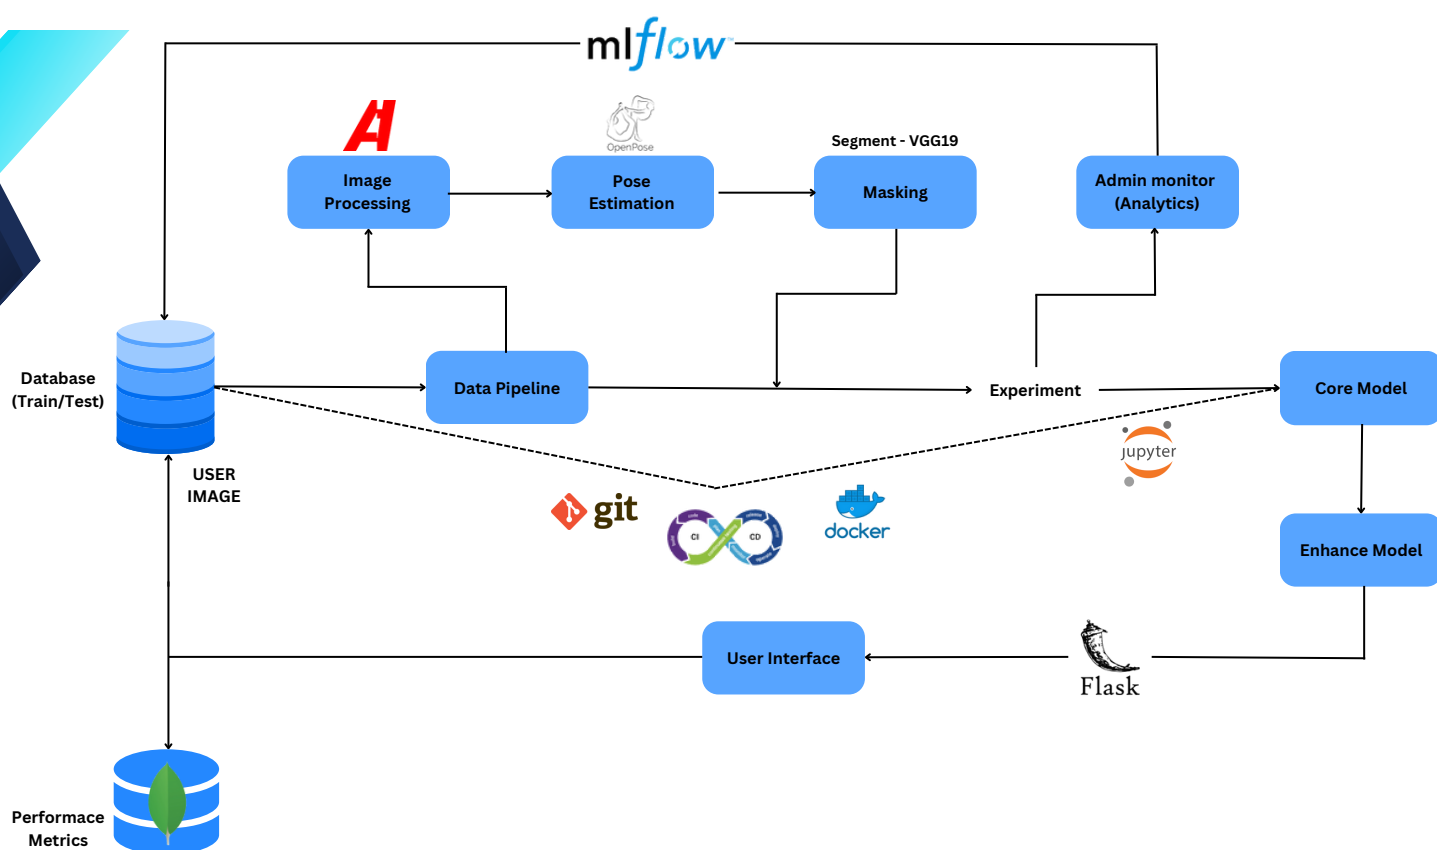 mlflow™
Segment - VGG19
OpenPose
Image
Processing
Pose
Estimation
Masking
Admin monitor
(Analytics)
Database
(Train/Test)
Data Pipeline
Experiment
Core Model
jupyter
USER
IMAGE
git
CI
CD
docker
Enhance Model
User Interface
Flask
Performace
Metrics